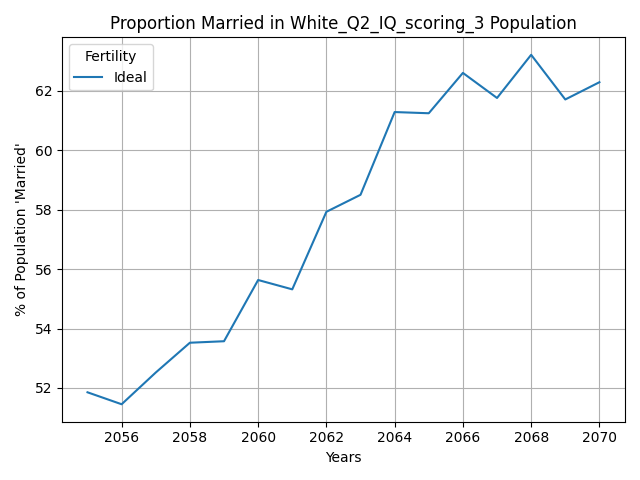 Proportion Married in White_Q2_IQ_scoring_3 Population
Fertility
Ideal
% of Population 'Married'
62
60
58
56
54
52
2056 2058 2060 2062 2064 2066 2068 2070
Years